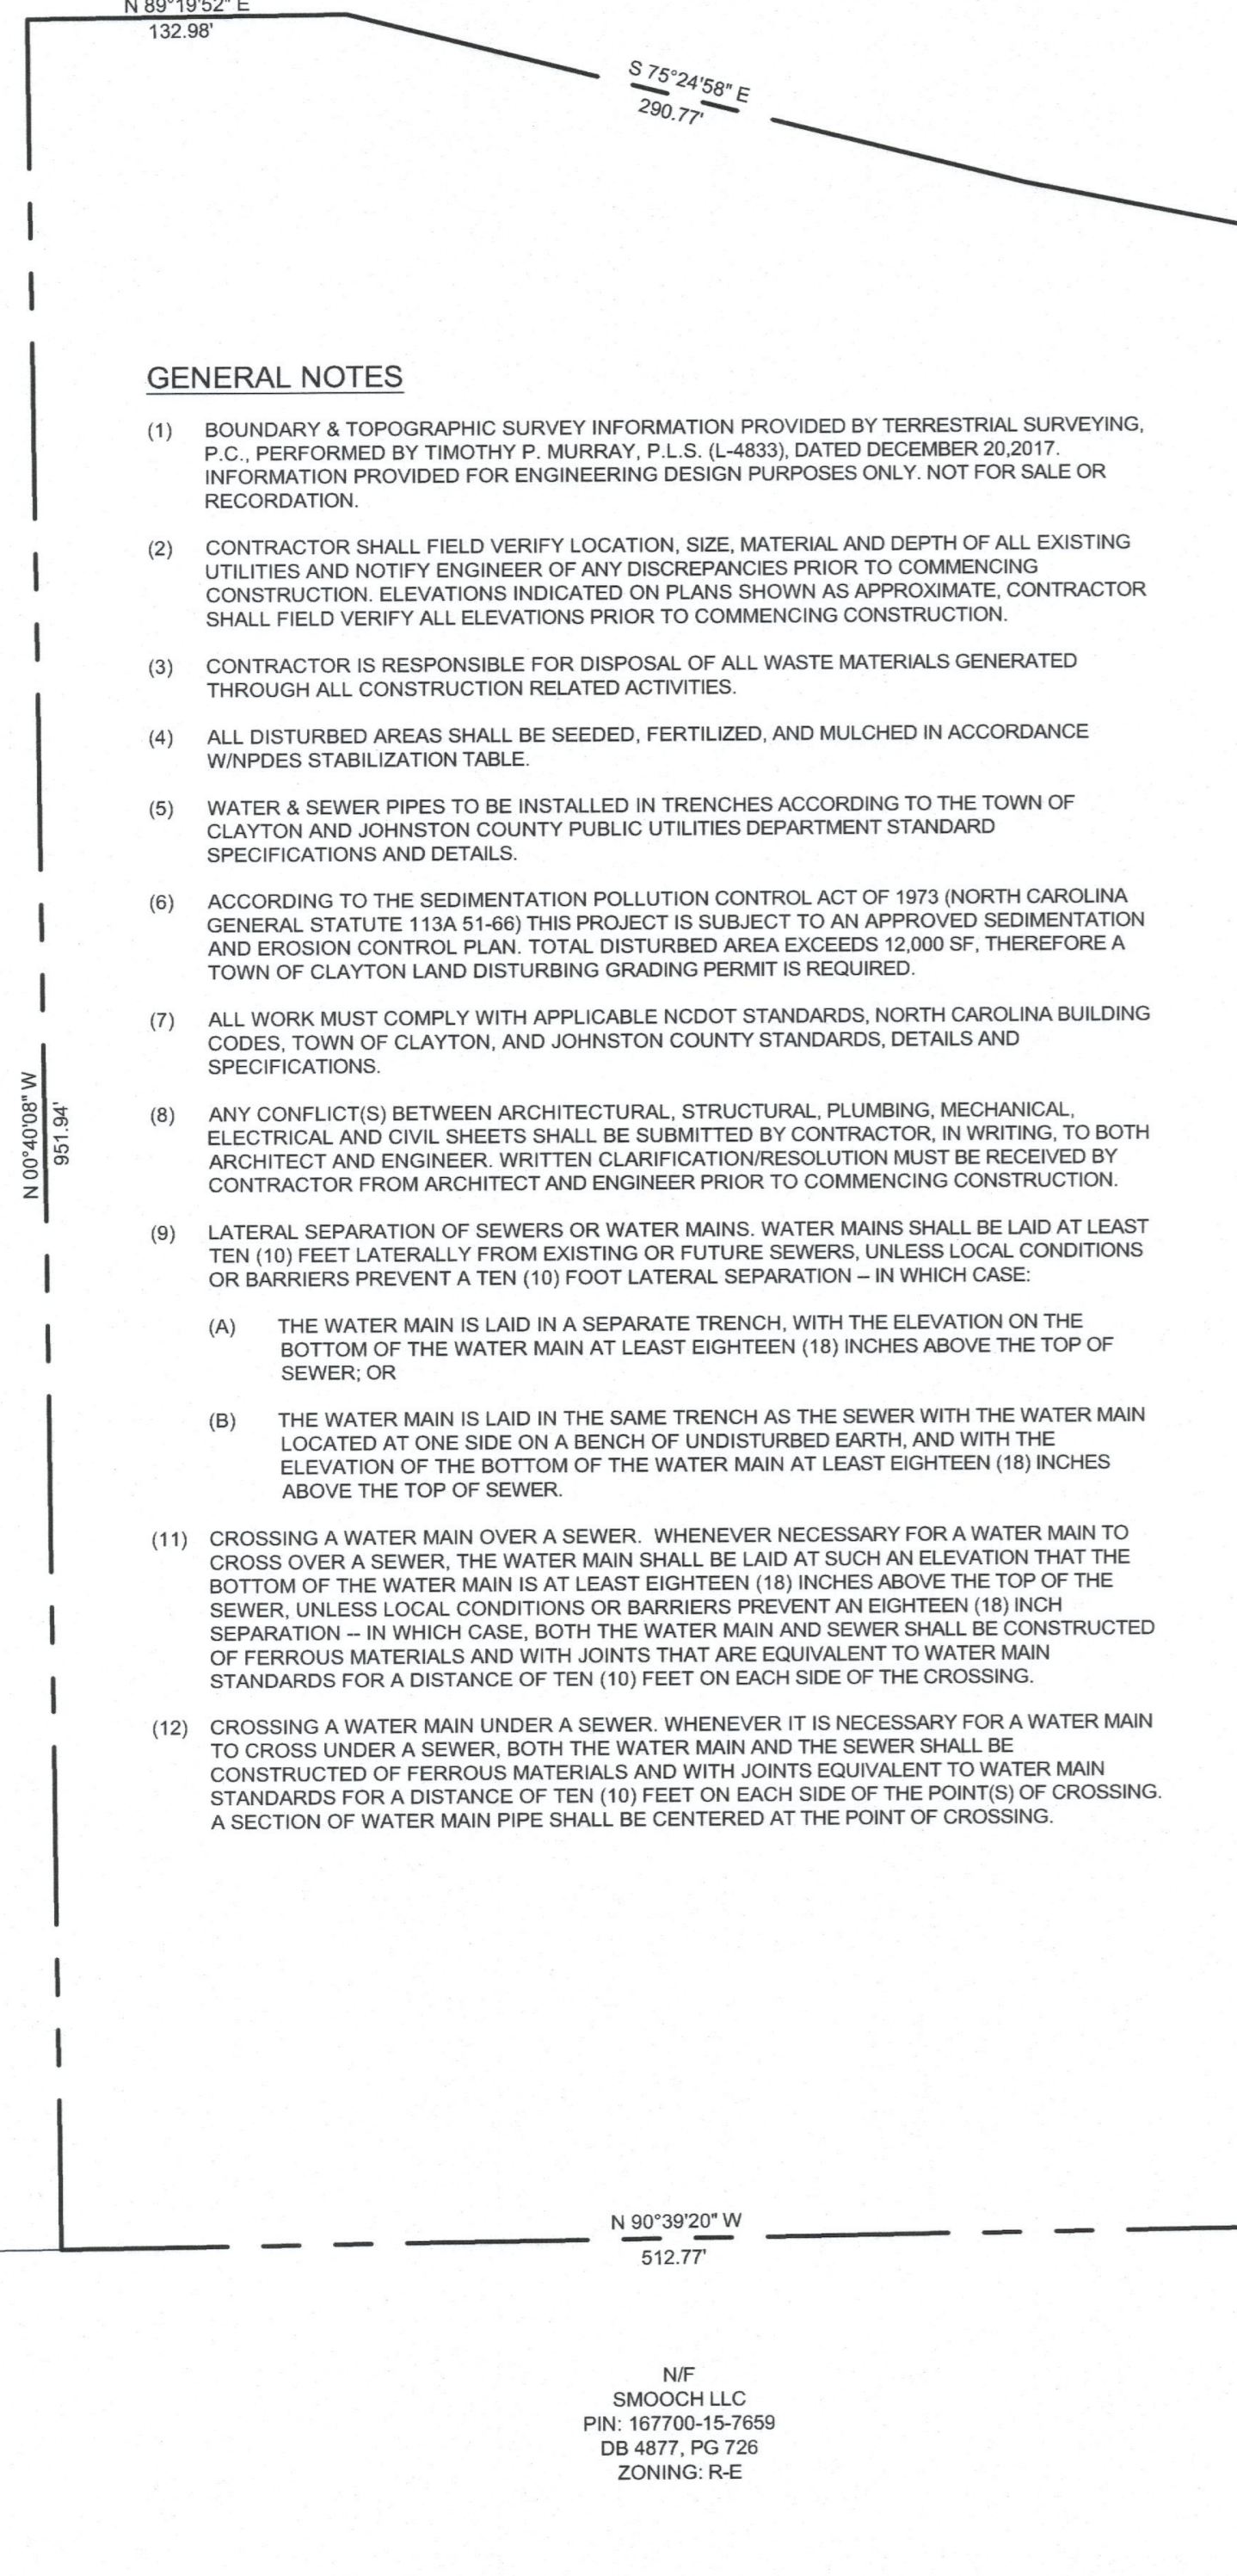 N 89°19'52" E
132.98'
S 75°24'58" E
290.77'
GENERAL NOTES
(1) BOUNDARY & TOPOGRAPHIC SURVEY INFORMATION PROVIDED BY TERRESTRIAL SURVEYING,
P.C., PERFORMED BY TIMOTHY P. MURRAY, P.L.S. (L-4833), DATED DECEMBER 20,2017.
INFORMATION PROVIDED FOR ENGINEERING DESIGN PURPOSES ONLY. NOT FOR SALE OR
RECORDATION.
(2) CONTRACTOR SHALL FIELD VERIFY LOCATION, SIZE, MATERIAL AND DEPTH OF ALL EXISTING
UTILITIES AND NOTIFY ENGINEER OF ANY DISCREPANCIES PRIOR TO COMMENCING
CONSTRUCTION. ELEVATIONS INDICATED ON PLANS SHOWN AS APPROXIMATE, CONTRACTOR
SHALL FIELD VERIFY ALL ELEVATIONS PRIOR TO COMMENCING CONSTRUCTION.
(3) CONTRACTOR IS RESPONSIBLE FOR DISPOSAL OF ALL WASTE MATERIALS GENERATED
THROUGH ALL CONSTRUCTION RELATED ACTIVITIES.
(4) ALL DISTURBED AREAS SHALL BE SEEDED, FERTILIZED, AND MULCHED IN ACCORDANCE
W/NPDES STABILIZATION TABLE.
(5) WATER & SEWER PIPES TO BE INSTALLED IN TRENCHES ACCORDING TO THE TOWN OF
CLAYTON AND JOHNSTON COUNTY PUBLIC UTILITIES DEPARTMENT STANDARD
SPECIFICATIONS AND DETAILS.
(6) ACCORDING TO THE SEDIMENTATION POLLUTION CONTROL ACT OF 1973 (NORTH CAROLINA
GENERAL STATUTE 113A 51-66) THIS PROJECT IS SUBJECT TO AN APPROVED SEDIMENTATION
AND EROSION CONTROL PLAN. TOTAL DISTURBED AREA EXCEEDS 12,000 SF, THEREFORE A
TOWN OF CLAYTON LAND DISTURBING GRADING PERMIT IS REQUIRED.
(7) ALL WORK MUST COMPLY WITH APPLICABLE NCDOT STANDARDS, NORTH CAROLINA BUILDING
CODES, TOWN OF CLAYTON, AND JOHNSTON COUNTY STANDARDS, DETAILS AND
SPECIFICATIONS.
N 00°40'08" W
951.94'
(8) ANY CONFLICT(S) BETWEEN ARCHITECTURAL, STRUCTURAL, PLUMBING, MECHANICAL,
ELECTRICAL AND CIVIL SHEETS SHALL BE SUBMITTED BY CONTRACTOR, IN WRITING, TO BOTH
ARCHITECT AND ENGINEER. WRITTEN CLARIFICATION/RESOLUTION MUST BE RECEIVED BY
CONTRACTOR FROM ARCHITECT AND ENGINEER PRIOR TO COMMENCING CONSTRUCTION.
(9) LATERAL SEPARATION OF SEWERS OR WATER MAINS. WATER MAINS SHALL BE LAID AT LEAST
TEN (10) FEET LATERALLY FROM EXISTING OR FUTURE SEWERS, UNLESS LOCAL CONDITIONS
OR BARRIERS PREVENT A TEN (10) FOOT LATERAL SEPARATION – IN WHICH CASE:
(A) THE WATER MAIN IS LAID IN A SEPARATE TRENCH, WITH THE ELEVATION ON THE
BOTTOM OF THE WATER MAIN AT LEAST EIGHTEEN (18) INCHES ABOVE THE TOP OF
SEWER; OR
(B) THE WATER MAIN IS LAID IN THE SAME TRENCH AS THE SEWER WITH THE WATER MAIN
LOCATED AT ONE SIDE ON A BENCH OF UNDISTURBED EARTH, AND WITH THE
ELEVATION OF THE BOTTOM OF THE WATER MAIN AT LEAST EIGHTEEN (18) INCHES
ABOVE THE TOP OF SEWER.
(11) CROSSING A WATER MAIN OVER A SEWER. WHENEVER NECESSARY FOR A WATER MAIN TO
CROSS OVER A SEWER, THE WATER MAIN SHALL BE LAID AT SUCH AN ELEVATION THAT THE
BOTTOM OF THE WATER MAIN IS AT LEAST EIGHTEEN (18) INCHES ABOVE THE TOP OF THE
SEWER, UNLESS LOCAL CONDITIONS OR BARRIERS PREVENT AN EIGHTEEN (18) INCH
SEPARATION -- IN WHICH CASE, BOTH THE WATER MAIN AND SEWER SHALL BE CONSTRUCTED
OF FERROUS MATERIALS AND WITH JOINTS THAT ARE EQUIVALENT TO WATER MAIN
STANDARDS FOR A DISTANCE OF TEN (10) FEET ON EACH SIDE OF THE CROSSING.
(12) CROSSING A WATER MAIN UNDER A SEWER. WHENEVER IT IS NECESSARY FOR A WATER MAIN
TO CROSS UNDER A SEWER, BOTH THE WATER MAIN AND THE SEWER SHALL BE
CONSTRUCTED OF FERROUS MATERIALS AND WITH JOINTS EQUIVALENT TO WATER MAIN
STANDARDS FOR A DISTANCE OF TEN (10) FEET ON EACH SIDE OF THE POINT(S) OF CROSSING.
A SECTION OF WATER MAIN PIPE SHALL BE CENTERED AT THE POINT OF CROSSING.
N 90°39'20" W
512.77'
N/F
SMOOCH LLC
PIN: 167700-15-7659
DB 4877, PG 726
ZONING: R-E